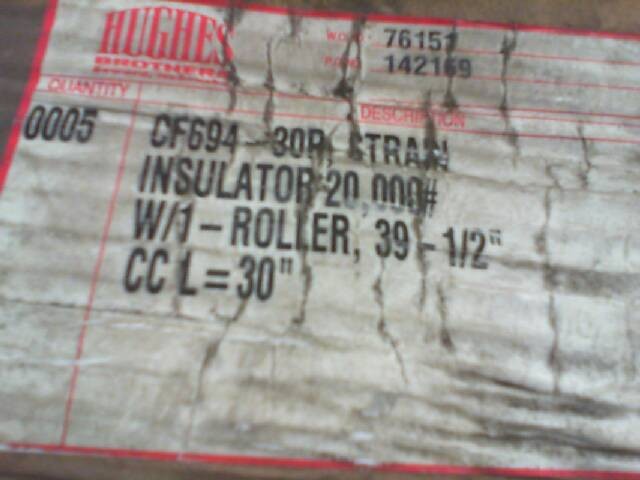 HUGHES
BROTHERS
W.O. 76151
P.O. NO. 142169
QUANTITY
DESCRIPTION
0005 CF694-30R, STRAIN
INSULATOR 20,000#
W/1-ROLLER, 39-1/2"
CC L=30"